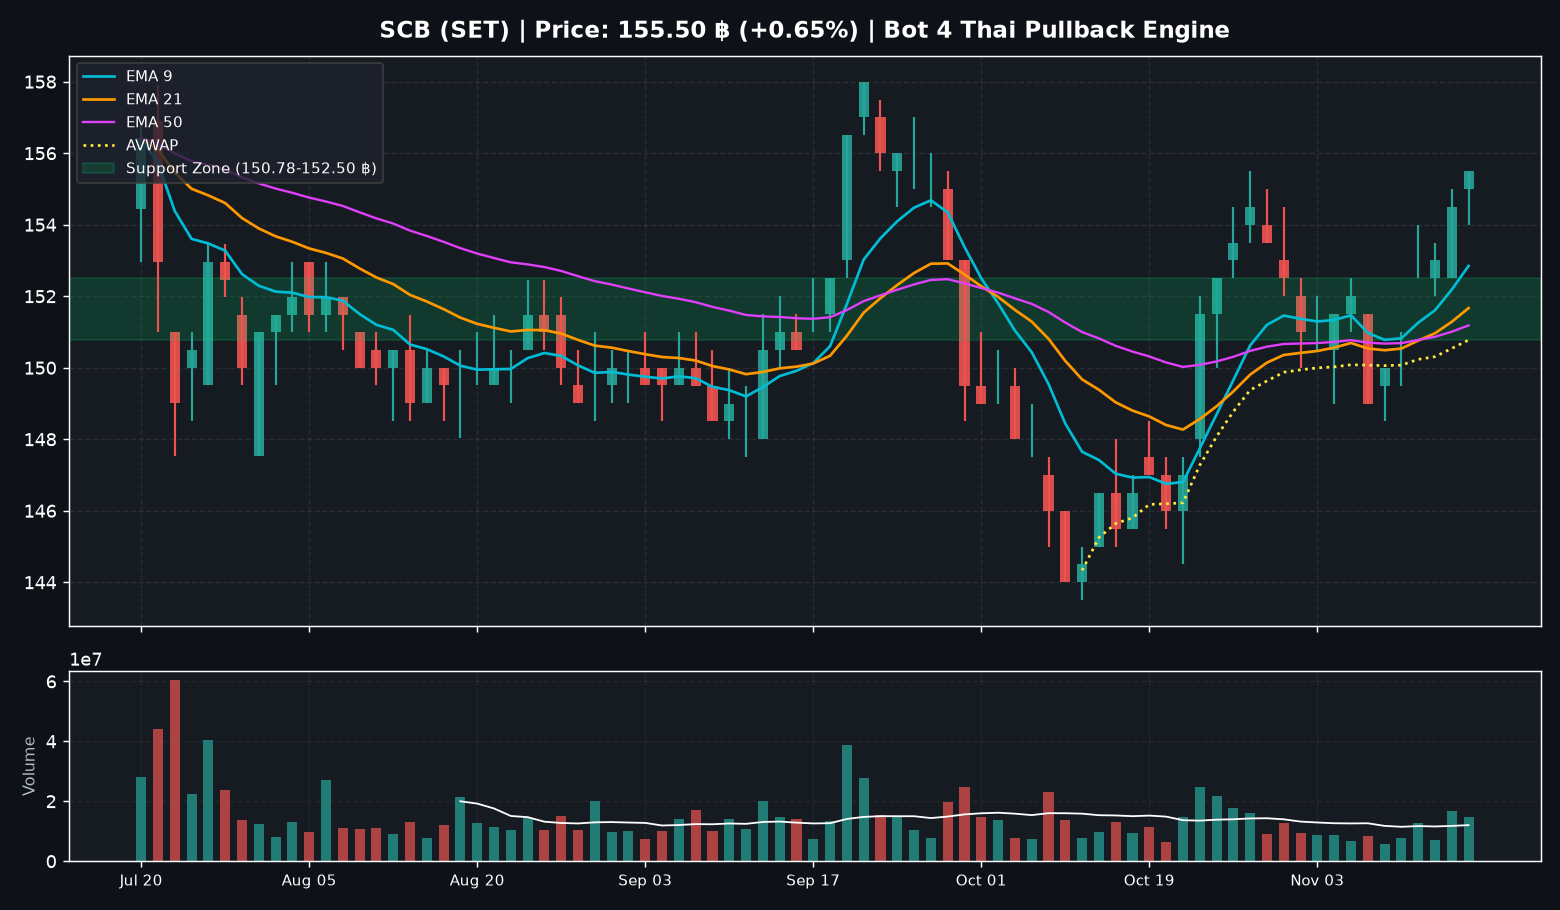 SCB (SET) | Price: 155.50 ฿ (+0.65%) | Bot 4 Thai Pullback Engine
EMA 9
EMA 21
EMA 50
AVWAP
Support Zone (150.78-152.50 ฿)
158
156
154
152
150
148
146
144
1e7
6
4
2
0
Volume
Jul 20
Aug 05
Aug 20
Sep 03
Sep 17
Oct 01
Oct 19
Nov 03